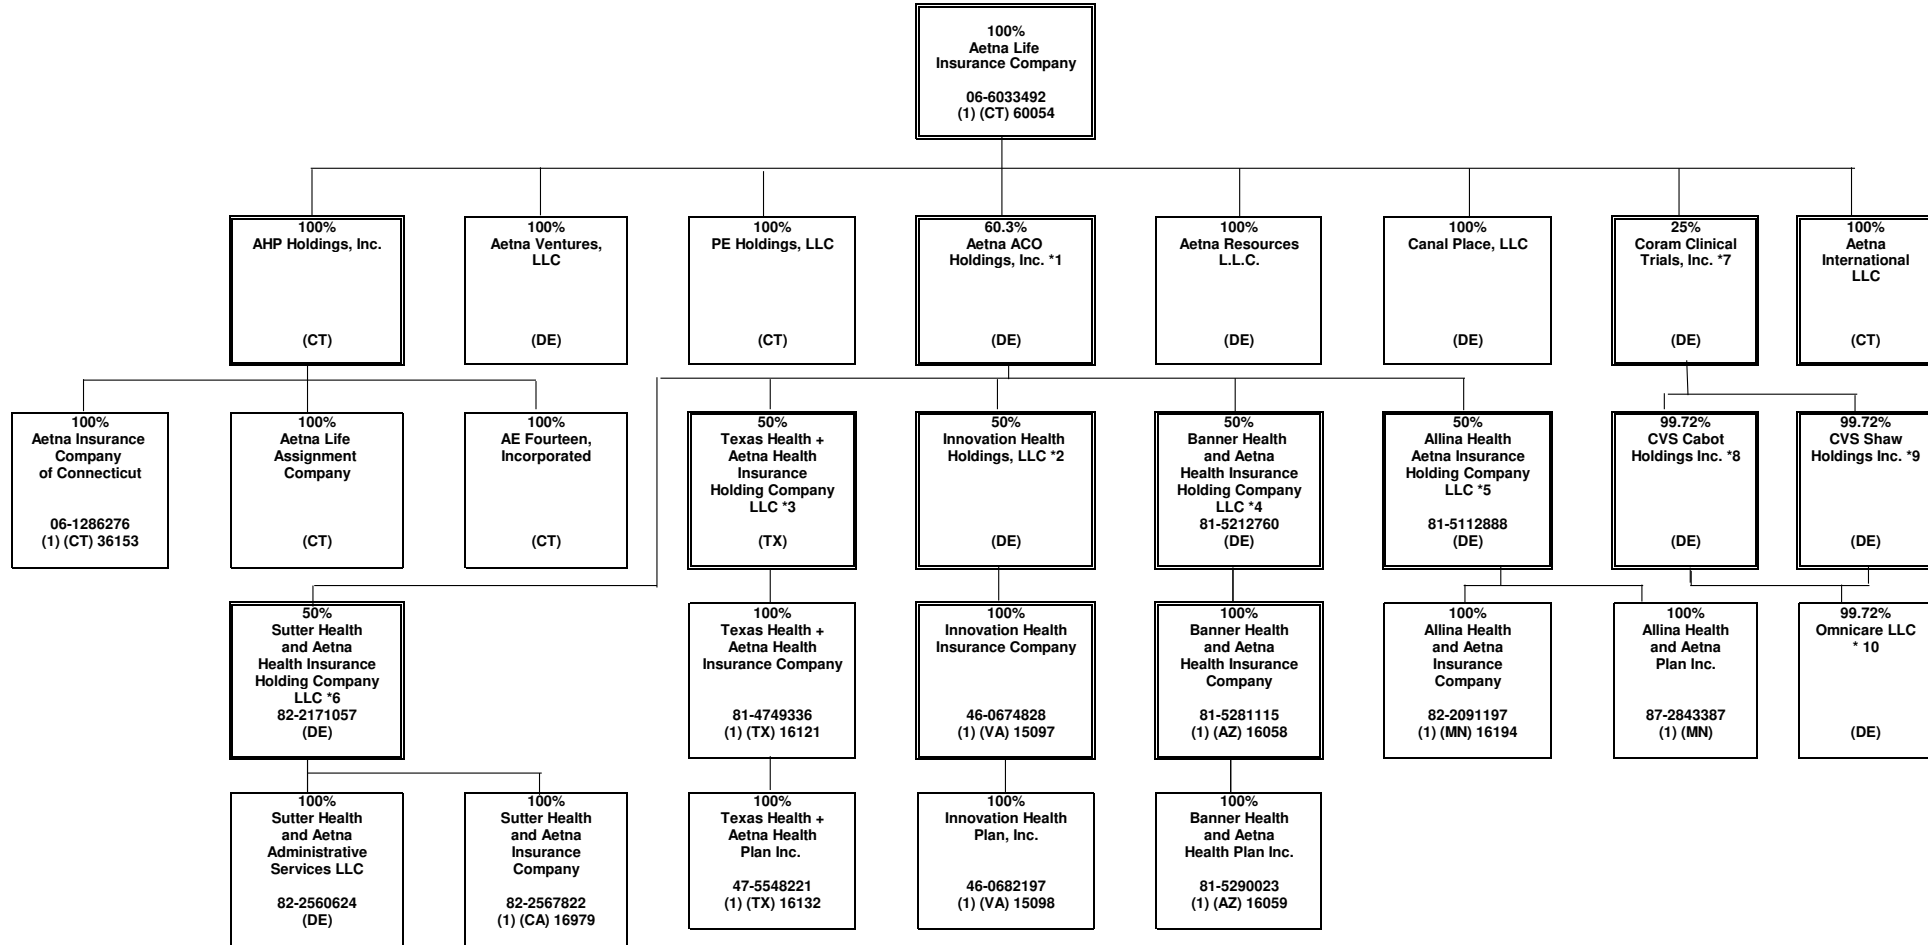 100%
Aetna Life
Insurance Company
06-6033492
(1) (CT) 60054
100%
AHP Holdings, Inc.
(CT)
100%
Aetna Ventures,
LLC
(DE)
100%
PE Holdings, LLC
(CT)
60.3%
Aetna ACO
Holdings, Inc. *1
(DE)
100%
Aetna Resources
L.L.C.
(DE)
100%
Canal Place, LLC
(DE)
25%
Coram Clinical
Trials, Inc. *7
(DE)
100%
Aetna
International
LLC
(CT)
100%
Aetna Insurance
Company
of Connecticut
06-1286276
(1) (CT) 36153
100%
Aetna Life
Assignment
Company
(CT)
100%
AE Fourteen,
Incorporated
(CT)
50%
Texas Health +
Aetna Health
Insurance
Holding Company
LLC *3
(TX)
50%
Innovation Health
Holdings, LLC *2
(DE)
50%
Banner Health
and Aetna
Health Insurance
Holding Company
LLC *4
81-5212760
(DE)
50%
Allina Health
Aetna Insurance
Holding Company
LLC *5
81-5112888
(DE)
99.72%
CVS Cabot
Holdings Inc. *8
(DE)
99.72%
CVS Shaw
Holdings Inc. *9
(DE)
50%
Sutter Health
and Aetna
Health Insurance
Holding Company
LLC *6
82-2171057
(DE)
100%
Texas Health +
Aetna Health
Insurance Company
81-4749336
(1) (TX) 16121
100%
Innovation Health
Insurance Company
46-0674828
(1) (VA) 15097
100%
Banner Health
and Aetna
Health Insurance
Company
81-5281115
(1) (AZ) 16058
100%
Allina Health
and Aetna
Insurance
Company
82-2091197
(1) (MN) 16194
100%
Allina Health
and Aetna
Plan Inc.
87-2843387
(1) (MN)
99.72%
Omnicare LLC
* 10
(DE)
100%
Sutter Health
and Aetna
Administrative
Services LLC
82-2560624
(DE)
100%
Sutter Health
and Aetna
Insurance
Company
82-2567822
(1) (CA) 16979
100%
Texas Health +
Aetna Health
Plan Inc.
47-5548221
(1) (TX) 16132
100%
Innovation Health
Plan, Inc.
46-0682197
(1) (VA) 15098
100%
Banner Health
and Aetna
Health Plan Inc.
81-5290023
(1) (AZ) 16059